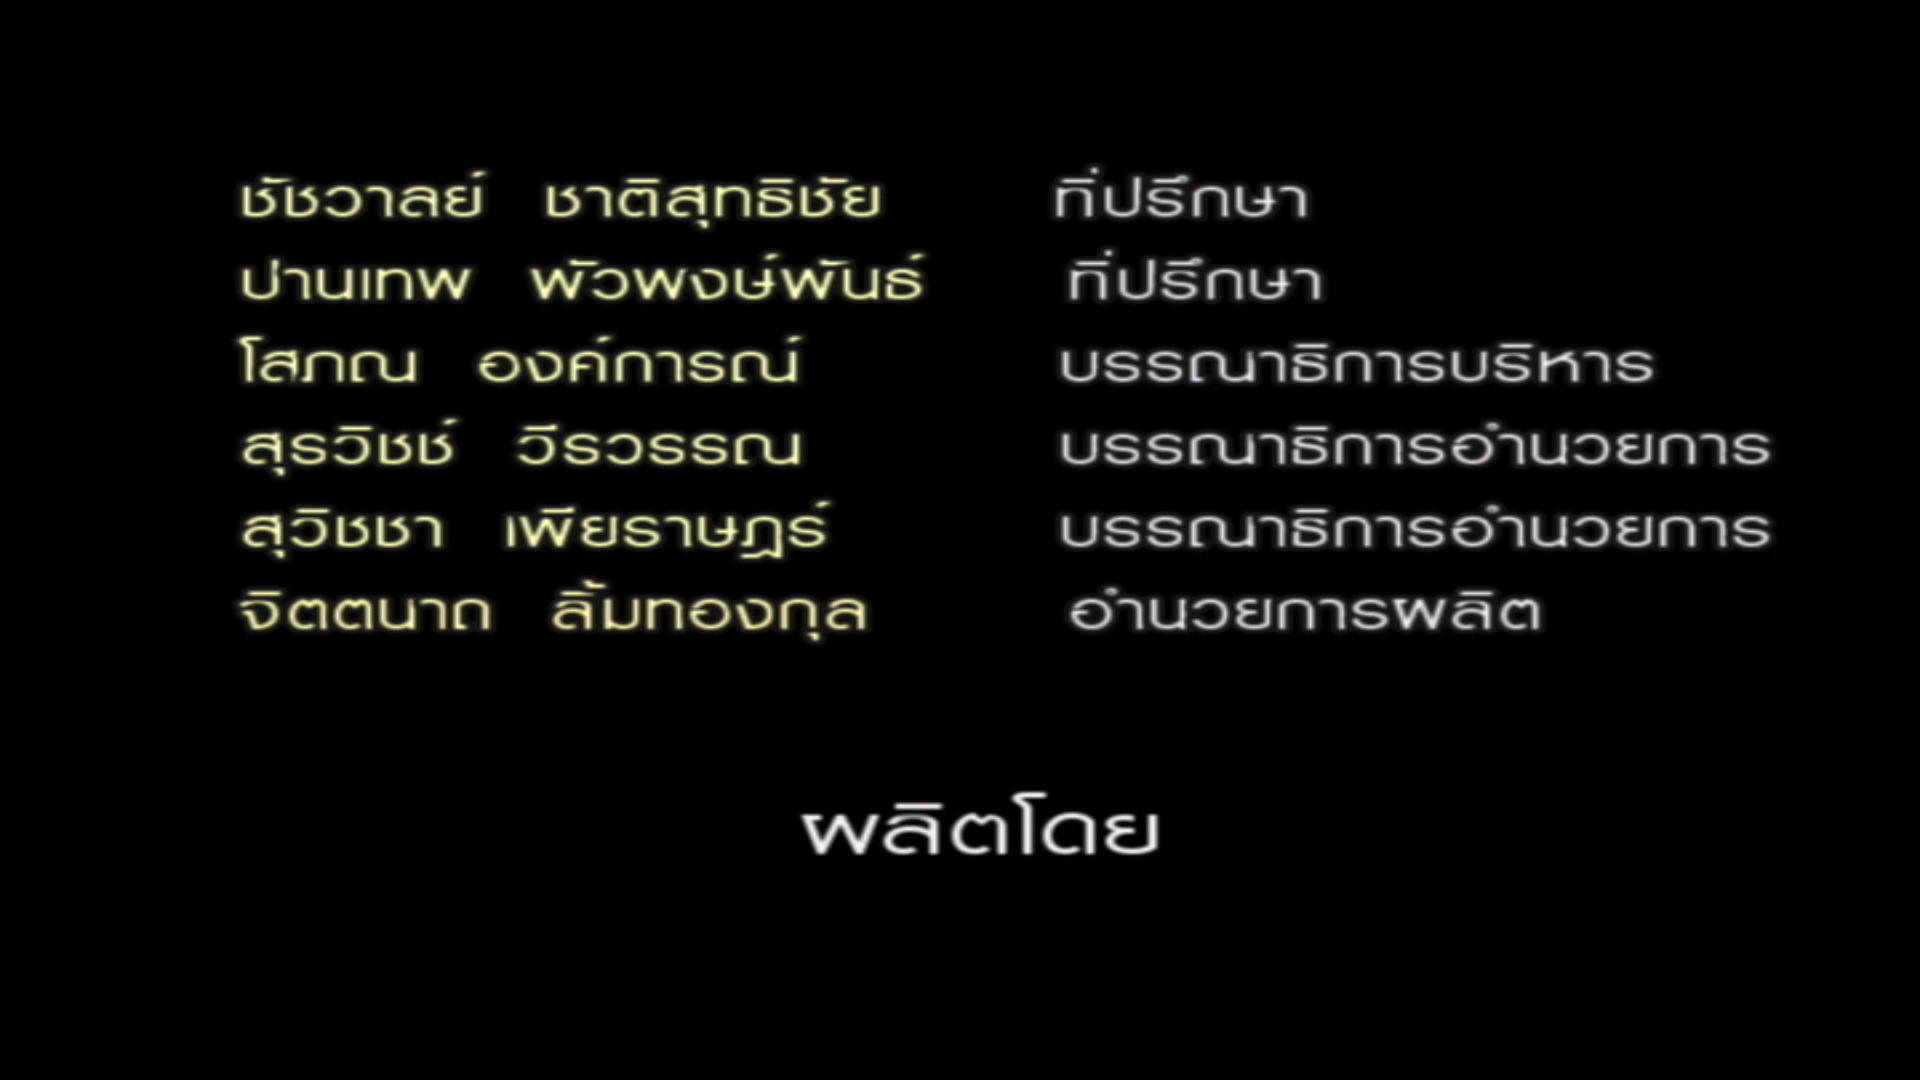 ชัชวาลย์ ชาติสุทธิชัย ที่ปรึกษา
ปานเทพ พัวพงษ์พันธ์ ที่ปรึกษา
โสภณ องค์การณ์ บรรณาธิการบริหาร
สุรวิชช์ วีรวรรณ บรรณาธิการอำนวยการ
สุวิชชา เพียราษฎร์ บรรณาธิการอำนวยการ
จิตตนาถ ลิ้มทองกุล อำนวยการผลิต
ผลิตโดย